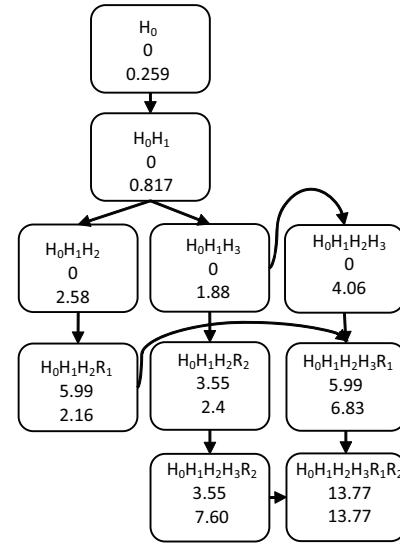 H₀
0
0.259
H₀H₁
0
0.817
H₀H₁H₂
0
2.58
H₀H₁H₃
0
1.88
H₀H₁H₂H₃
0
4.06
H₀H₁H₂R₁
5.99
2.16
H₀H₁H₂R₂
3.55
2.4
H₀H₁H₂H₃R₁
5.99
6.83
H₀H₁H₂H₃R₂
3.55
7.60
H₀H₁H₂H₃R₁R₂
13.77
13.77